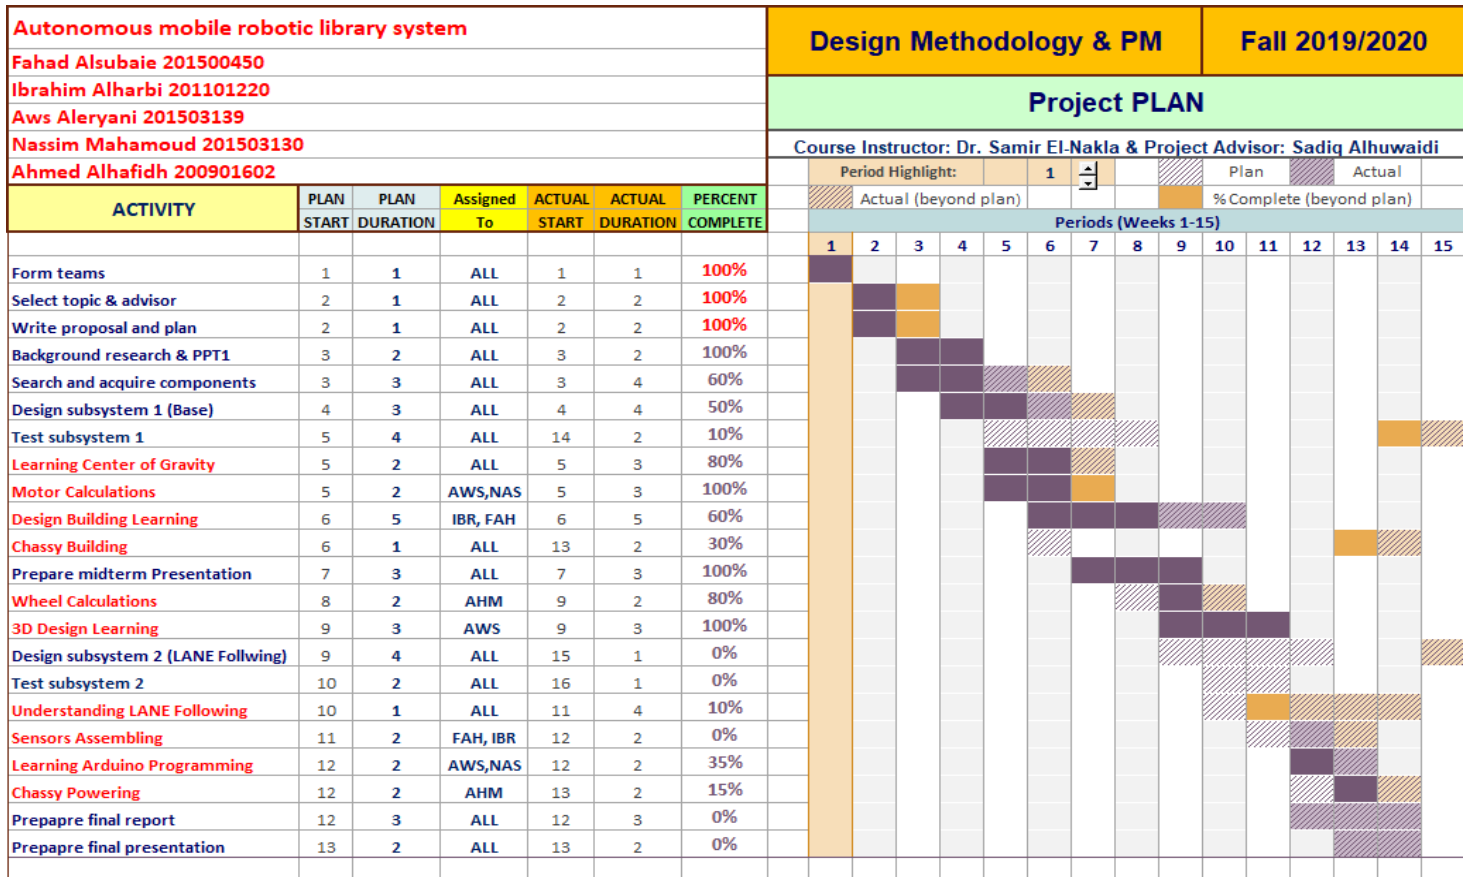 Autonomous mobile robotic library system
Fahad Alsubaie 201500450
Ibrahim Alharbi 201101220
Aws Aleryani 201503139
Nassim Mahamoud 201503130
Ahmed Alhafidh 200901602
Design Methodology & PM Fall 2019/2020
Project PLAN
Course Instructor: Dr. Samir El-Nakla & Project Advisor: Sadiq Alhuwaidi
Period Highlight: 1 Plan Actual
Actual (beyond plan) % Complete (beyond plan)
ACTIVITY PLAN START PLAN DURATION Assigned To ACTUAL START ACTUAL DURATION PERCENT COMPLETE
Periods (Weeks 1-15)
1 2 3 4 5 6 7 8 9 10 11 12 13 14 15
Form teams 1 1 ALL 1 1 100%
Select topic & advisor 2 1 ALL 2 2 100%
Write proposal and plan 2 1 ALL 2 2 100%
Background research & PPT1 3 2 ALL 3 2 100%
Search and acquire components 3 3 ALL 3 4 60%
Design subsystem 1 (Base) 4 3 ALL 4 4 50%
Test subsystem 1 5 4 ALL 14 2 10%
Learning Center of Gravity 5 2 ALL 5 3 80%
Motor Calculations 5 2 AWS,NAS 5 3 100%
Design Building Learning 6 5 IBR, FAH 6 5 60%
Chassy Building 6 1 ALL 13 2 30%
Prepare midterm Presentation 7 3 ALL 7 3 100%
Wheel Calculations 8 2 AHM 9 2 80%
3D Design Learning 9 3 AWS 9 3 100%
Design subsystem 2 (LANE Follwing) 9 4 ALL 15 1 0%
Test subsystem 2 10 2 ALL 16 1 0%
Understanding LANE Following 10 1 ALL 11 4 10%
Sensors Assembling 11 2 FAH, IBR 12 2 0%
Learning Arduino Programming 12 2 AWS,NAS 12 2 35%
Chassy Powering 12 2 AHM 13 2 15%
Prepapre final report 12 3 ALL 12 3 0%
Prepapre final presentation 13 2 ALL 13 2 0%